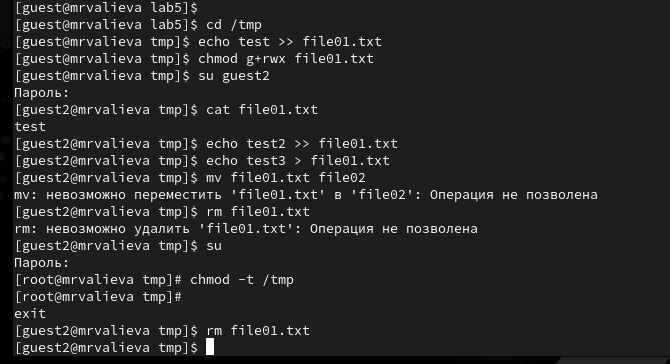 [guest@mrvalieva lab5]$
[guest@mrvalieva lab5]$ cd /tmp
[guest@mrvalieva tmp]$ echo test >> file01.txt
[guest@mrvalieva tmp]$ chmod g+rwx file01.txt
[guest@mrvalieva tmp]$ su guest2
Пароль:
[guest2@mrvalieva tmp]$ cat file01.txt
test
[guest2@mrvalieva tmp]$ echo test2 >> file01.txt
[guest2@mrvalieva tmp]$ echo test3 > file01.txt
[guest2@mrvalieva tmp]$ mv file01.txt file02
mv: невозможно переместить 'file01.txt' в 'file02': Операция не позволена
[guest2@mrvalieva tmp]$ rm file01.txt
rm: невозможно удалить 'file01.txt': Операция не позволена
[guest2@mrvalieva tmp]$ su
Пароль:
[root@mrvalieva tmp]# chmod -t /tmp
[root@mrvalieva tmp]#
exit
[guest2@mrvalieva tmp]$ rm file01.txt
[guest2@mrvalieva tmp]$